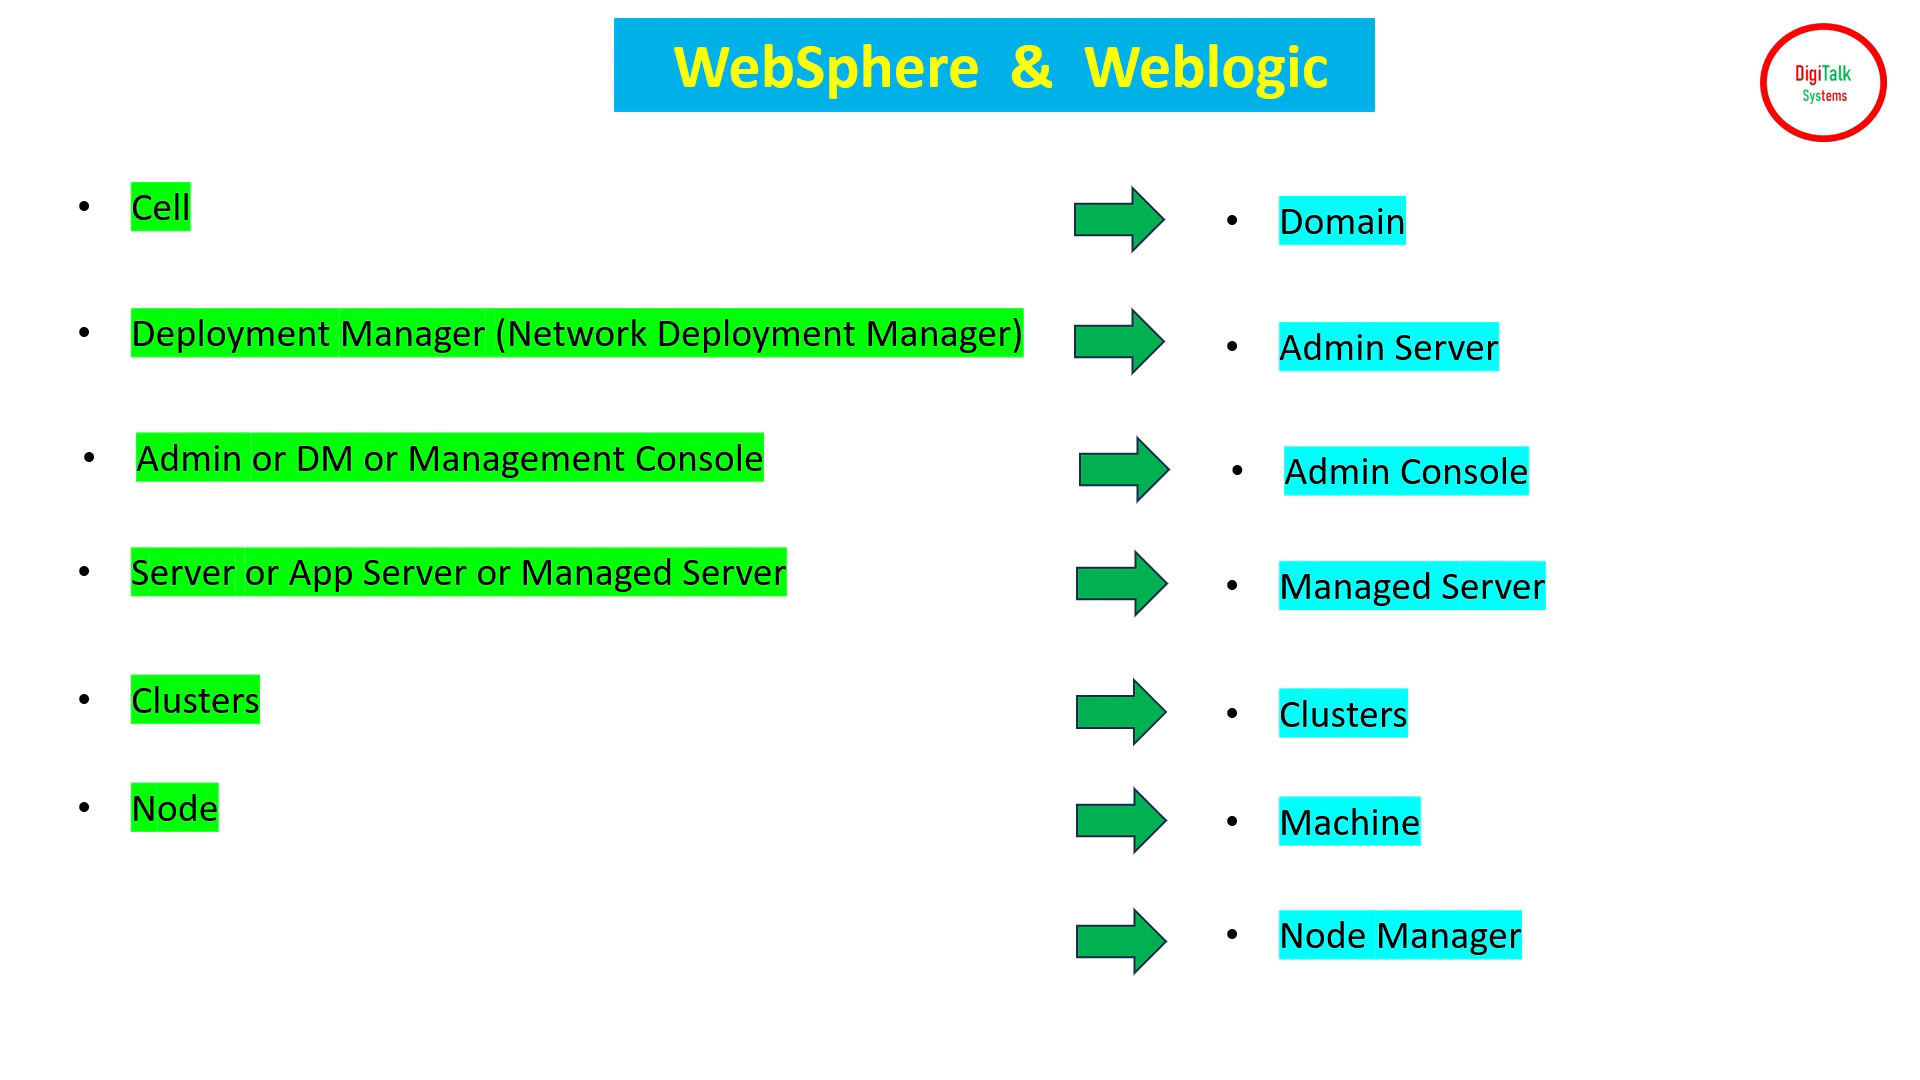 WebSphere & Weblogic
DigiTalk
Systems
• Cell
• Domain
• Deployment Manager (Network Deployment Manager)
• Admin Server
• Admin or DM or Management Console
• Admin Console
• Server or App Server or Managed Server
• Managed Server
• Clusters
• Clusters
• Node
• Machine
• Node Manager